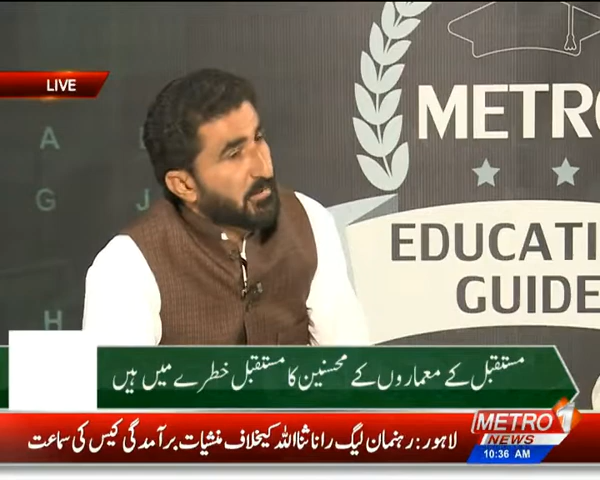 LIVE
METRO
A
G J
EDUCATI
GUIDE
H
مستقبل کے معماروں کے محسنین کا مستقبل خطرے میں ہیں
لاہور: رہنمان لیگ رانا ثنااللہ کیخلاف منشیات برآمدگی کیس کی سماعت
METRO 1
NEWS
10:36 AM